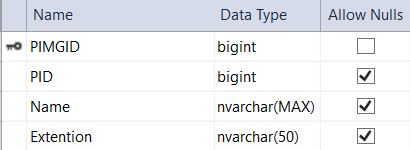 Name Data Type Allow Nulls
PIMGID bigint
PID bigint
Name nvarchar(MAX)
Extention nvarchar(50)